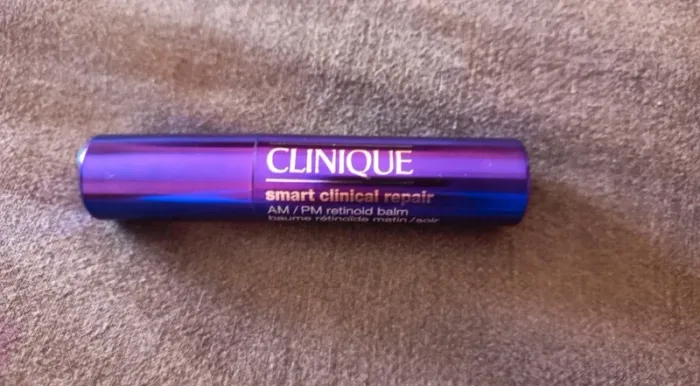 CLINIQUE
smart clinical repair
AM / PM retinoid balm
baume rétinoïde matin/soir